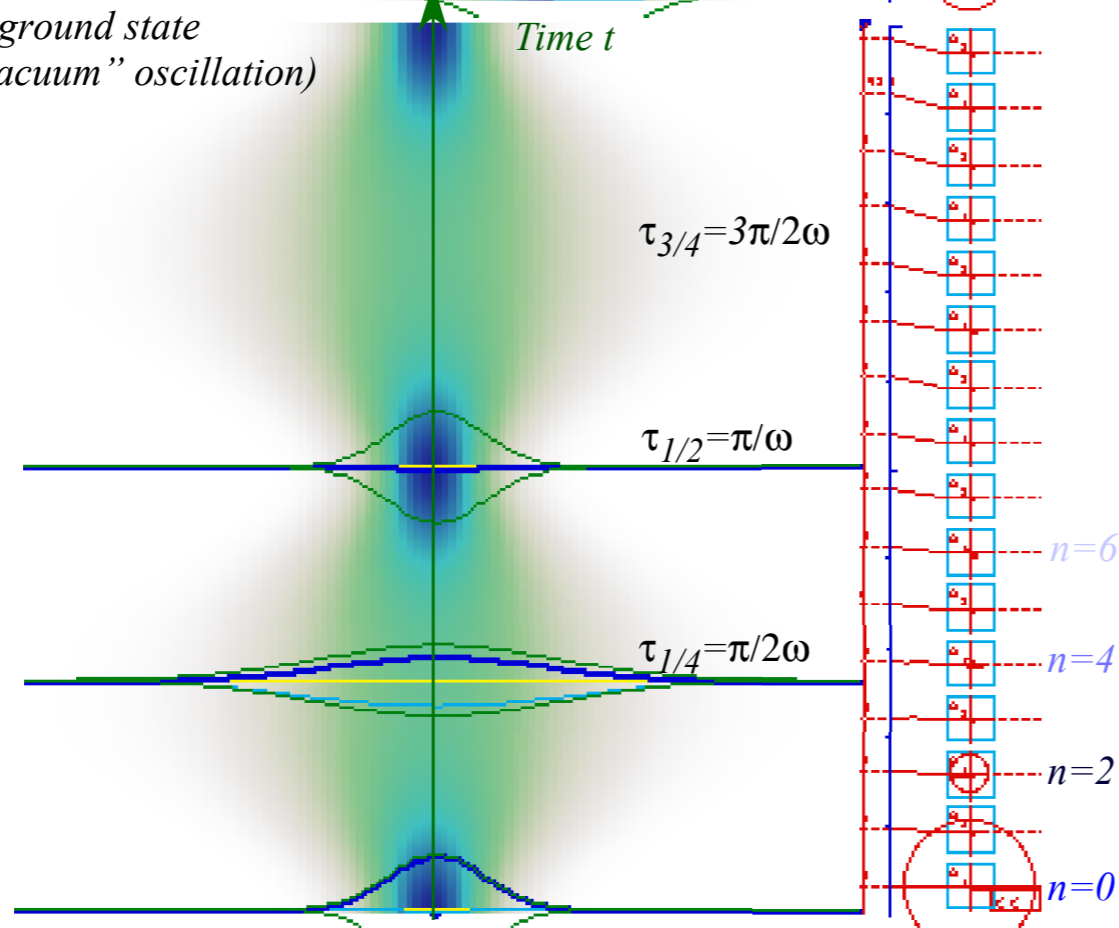 ground state
acuum” oscillation)
Time t
τ3/4=3π/2ω
τ1/2=π/ω
n=6
τ1/4=π/2ω
n=4
n=2
n=0